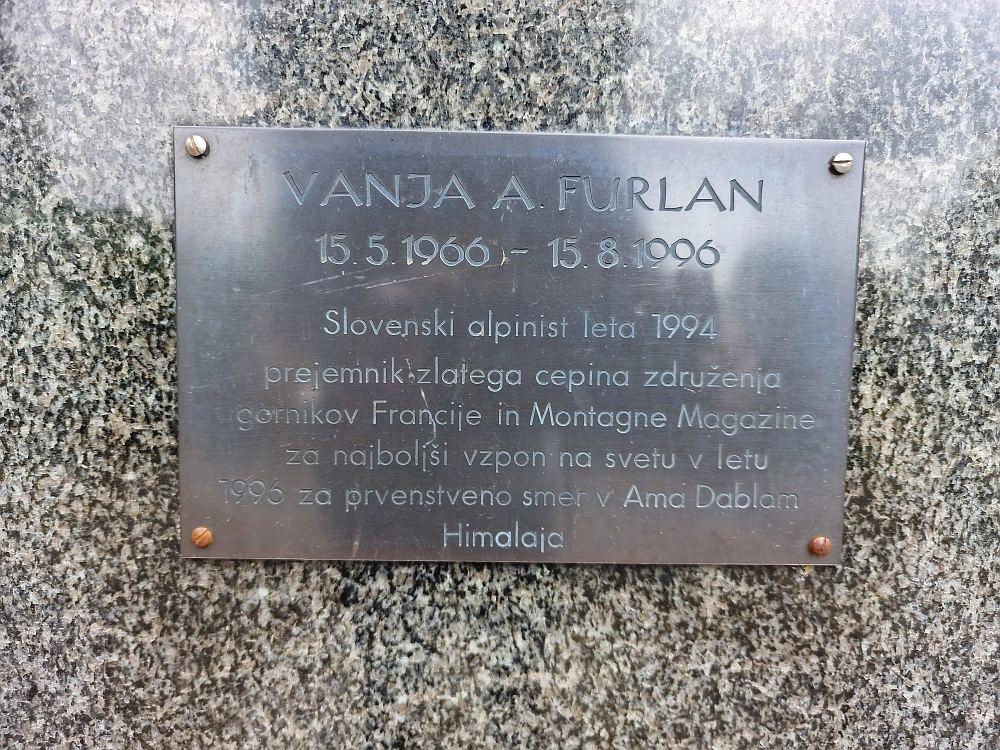 VANJA A. FURLAN
15.5.1966 - 15.8.1996
Slovenski alpinist leta 1994
prejemnik zlatega cepina združenja
gornikov Francije in Montagne Magazine
za najboljši vzpon na svetu v letu
1996 za prvenstveno smer v Ama Dablam
Himalaja